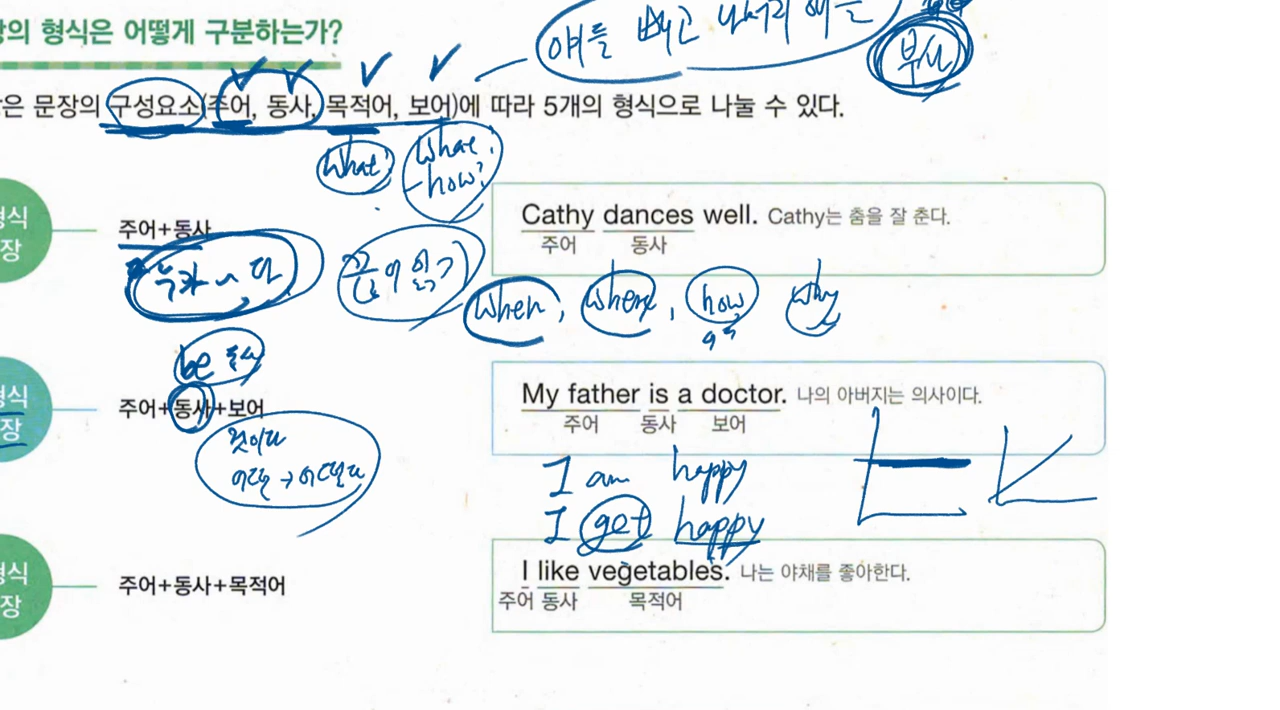 얘를 빼고 나머지 얘들
부사
장의 형식은 어떻게 구분하는가?
은 문장의 구성요소(주어, 동사, 목적어, 보어)에 따라 5개의 형식으로 나눌 수 있다.
what what, how?
형식
장
주어+동사
Cathy dances well. Cathy는 춤을 잘 춘다.
주어 동사
누가 ~ 다
끊어 읽기
when, where, how, why
be 동사
형식
장
주어+동사+보어
My father is a doctor. 나의 아버지는 의사이다.
주어 동사 보어
I am happy
I get happy
형식
장
주어+동사+목적어
I like vegetables. 나는 야채를 좋아한다.
주어 동사 목적어